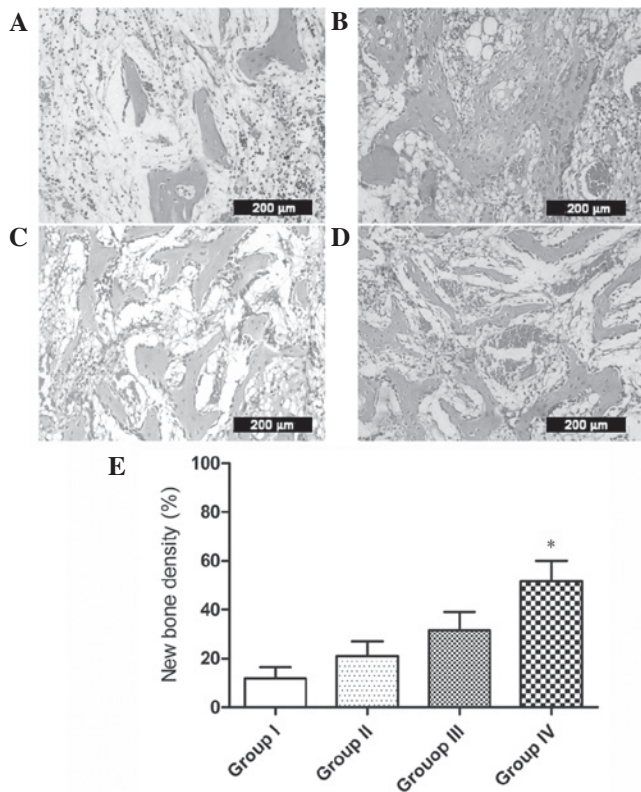 A
B
200 µm
200 µm
C
D
200 µm
200 µm
E
New bone density (%)
100
80
60
40
20
0
*
Group I
Group II
Grouop III
Group IV